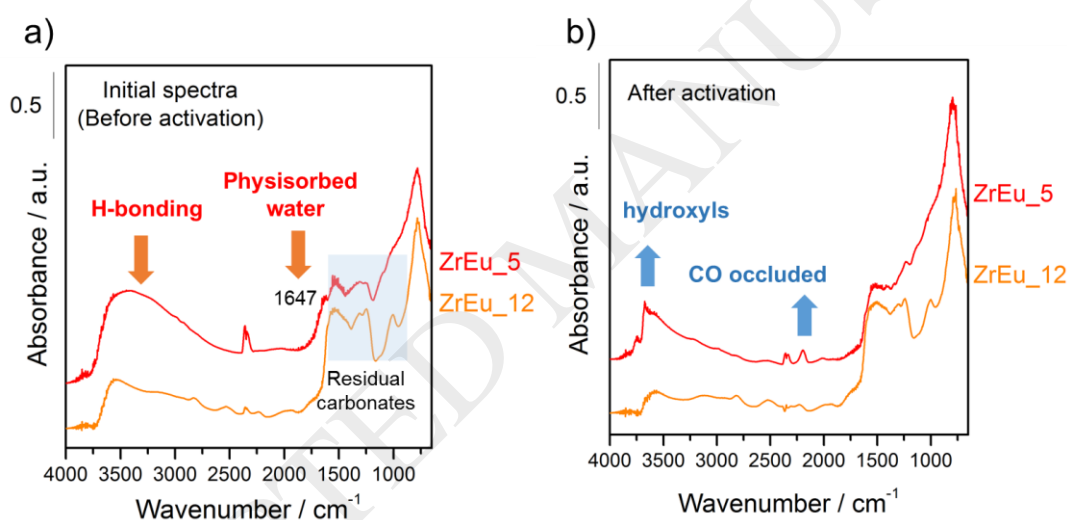 a)
0.5
Initial spectra
(Before activation)
H-bonding
Physisorbed
water
1647
ZrEu_5
ZrEu_12
Residual
carbonates
Absorbance / a.u.
4000 3500 3000 2500 2000 1500 1000
Wavenumber / cm⁻¹
b)
0.5
After activation
hydroxyls
CO occluded
ZrEu_5
ZrEu_12
Absorbance / a.u.
4000 3500 3000 2500 2000 1500 1000
Wavenumber / cm⁻¹
TED MANU